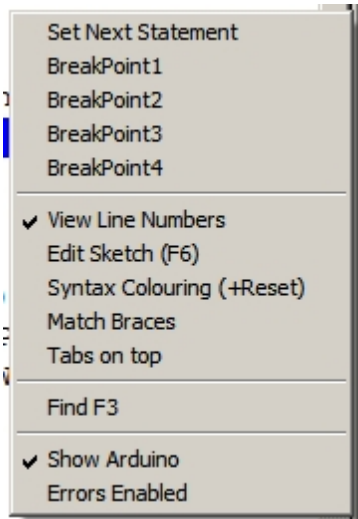 Set Next Statement
BreakPoint1
BreakPoint2
BreakPoint3
BreakPoint4
View Line Numbers
Edit Sketch (F6)
Syntax Colouring (+Reset)
Match Braces
Tabs on top
Find F3
Show Arduino
Errors Enabled